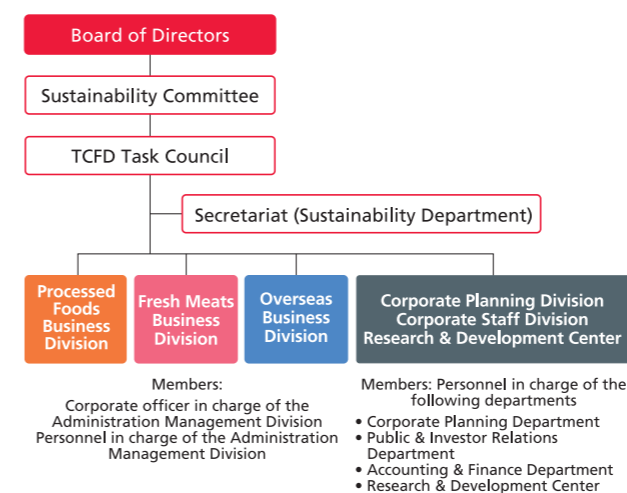 Board of Directors
Sustainability Committee
TCFD Task Council
Secretariat (Sustainability Department)
Processed
Foods
Business
Division
Fresh Meats
Business
Division
Overseas
Business
Division
Corporate Planning Division
Corporate Staff Division
Research & Development Center
Members:
Corporate officer in charge of the
Administration Management Division
Personnel in charge of the Administration
Management Division
Members: Personnel in charge of the
following departments
• Corporate Planning Department
• Public & Investor Relations
Department
• Accounting & Finance Department
• Research & Development Center